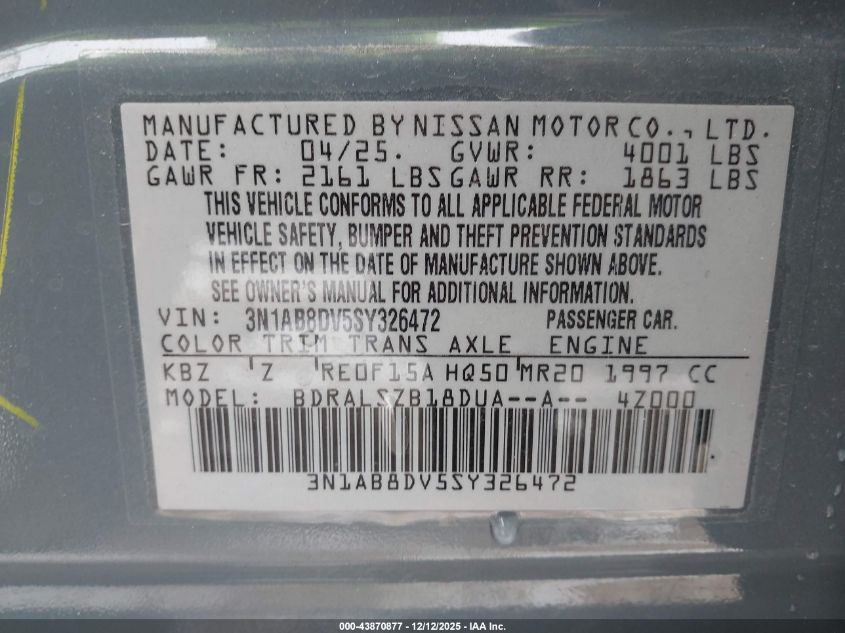 MANUFACTURED BY NISSAN MOTOR CO., LTD.
DATE: 04/25. GVWR: 4001 LBS
GAWR FR: 2161 LBS GAWR RR: 1863 LBS
THIS VEHICLE CONFORMS TO ALL APPLICABLE FEDERAL MOTOR
VEHICLE SAFETY, BUMPER AND THEFT PREVENTION STANDARDS
IN EFFECT ON THE DATE OF MANUFACTURE SHOWN ABOVE.
SEE OWNER'S MANUAL FOR ADDITIONAL INFORMATION.
VIN: 3N1AB8DV5SY326472 PASSENGER CAR.
COLOR TRIM TRANS AXLE ENGINE
KBZ Z RE0F15A HQ50 MR20 1997 CC
MODEL: BDRALSZB18DUA--A-- 4Z000
3N1AB8DV5SY326472
000-43870877 - 12/12/2025 - IAA Inc.